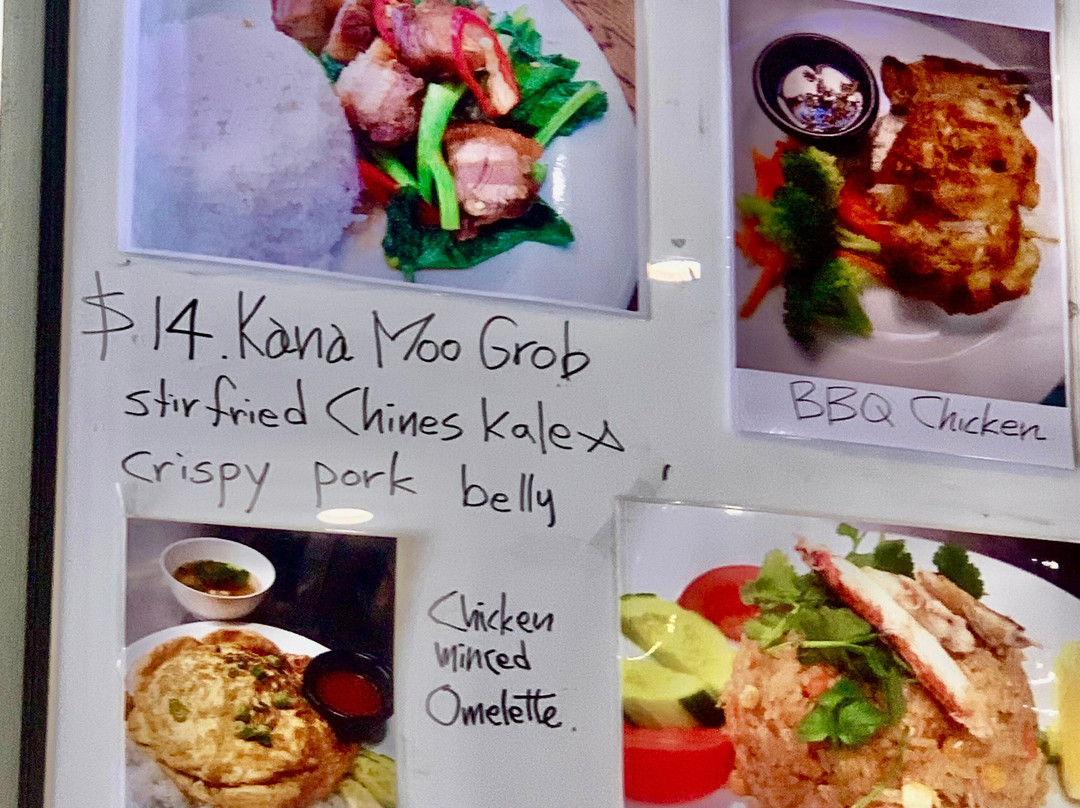 $.14. Kana Moo Grob
stir fried Chines Kale &
Crispy pork belly
BBQ Chicken
Chicken
minced
Omelette.